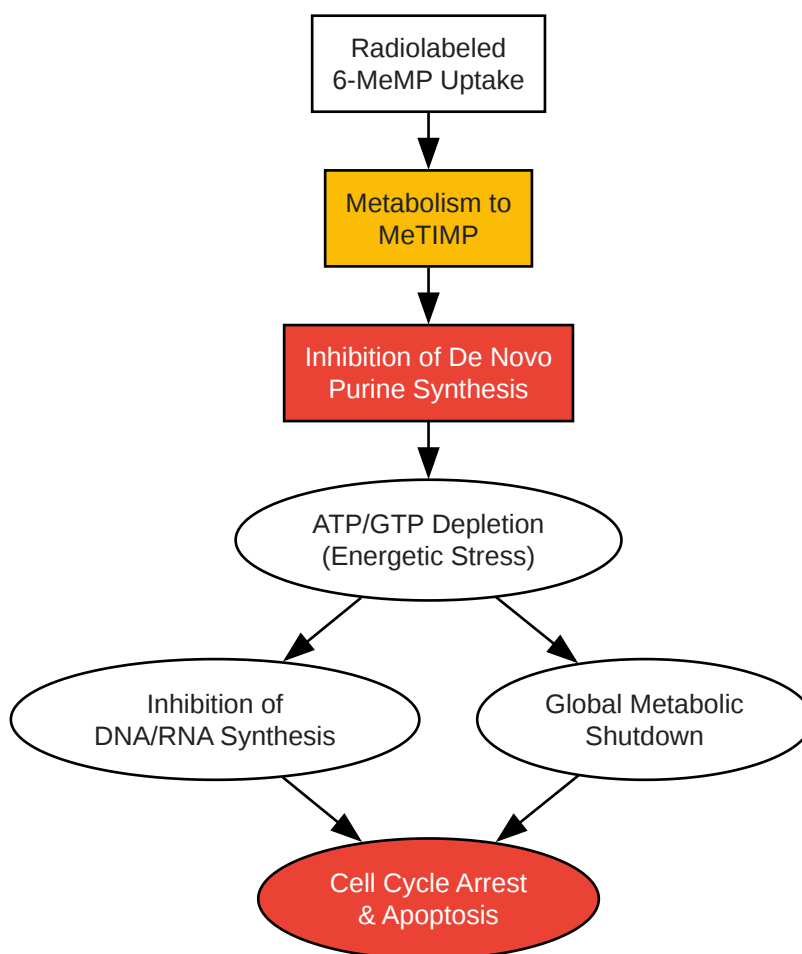 Radiolabeled
6-MeMP Uptake
Metabolism to
MeTIMP
Inhibition of De Novo
Purine Synthesis
ATP/GTP Depletion
(Energetic Stress)
Inhibition of
DNA/RNA Synthesis
Global Metabolic
Shutdown
Cell Cycle Arrest
& Apoptosis